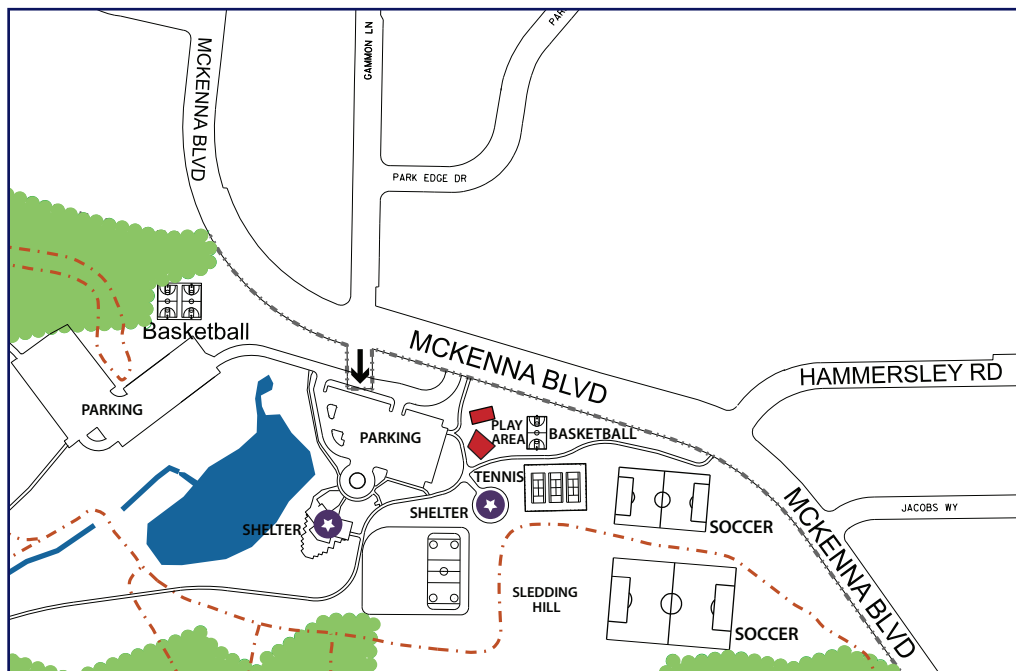 MCKENNA BLVD
GAMMON LN
PARK EDGE DR
Basketball
MCKENNA BLVD
HAMMERSLEY RD
PARKING
PARKING
PLAY
AREA
BASKETBALL
TENNIS
SHELTER
SHELTER
SOCCER
JACOBS WY
MCKENNA BLVD
SLEDDING
HILL
SOCCER